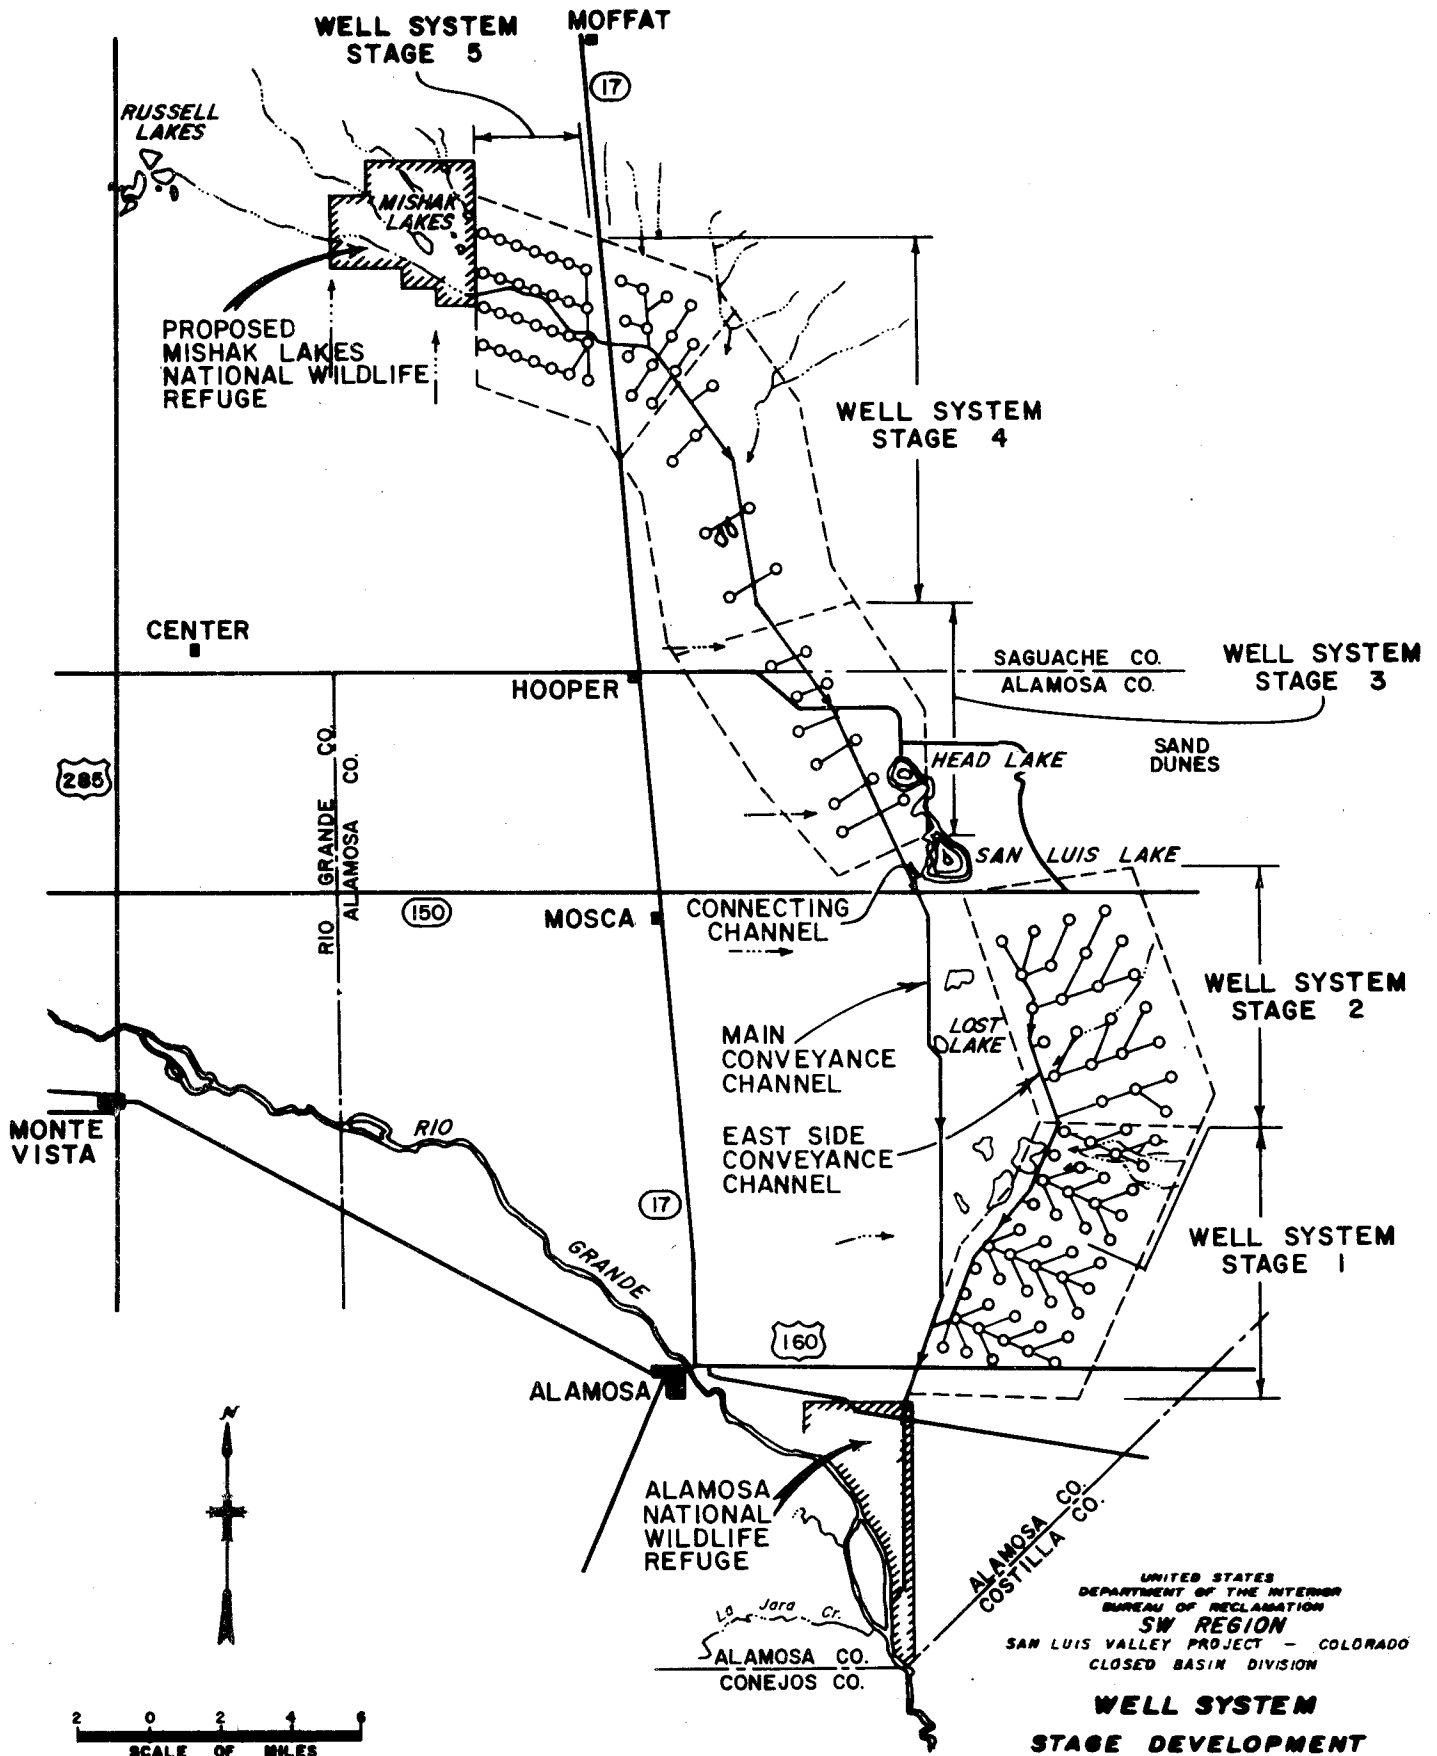 WELL SYSTEM
STAGE 5
MOFFAT
17
RUSSELL
LAKES
MISHAK
LAKES
PROPOSED
MISHAK LAKES
NATIONAL WILDLIFE
REFUGE
WELL SYSTEM
STAGE 4
CENTER
HOOPER
SAGUACHE CO.
ALAMOSA CO.
WELL SYSTEM
STAGE 3
285
RIO GRANDE CO.
ALAMOSA CO.
HEAD LAKE
SAND
DUNES
SAN LUIS LAKE
150
MOSCA
CONNECTING
CHANNEL
WELL SYSTEM
STAGE 2
MAIN
CONVEYANCE
CHANNEL
LOST
LAKE
MONTE
VISTA
RIO
GRANDE
EAST SIDE
CONVEYANCE
CHANNEL
17
WELL SYSTEM
STAGE 1
160
ALAMOSA
N
ALAMOSA
NATIONAL
WILDLIFE
REFUGE
ALAMOSA CO.
COSTILLA CO.
La Jara Cr.
ALAMOSA CO.
CONEJOS CO.
UNITED STATES
DEPARTMENT OF THE INTERIOR
BUREAU OF RECLAMATION
SW REGION
SAN LUIS VALLEY PROJECT – COLORADO
CLOSED BASIN DIVISION
WELL SYSTEM
STAGE DEVELOPMENT
2 0 2 4 6
SCALE OF MILES